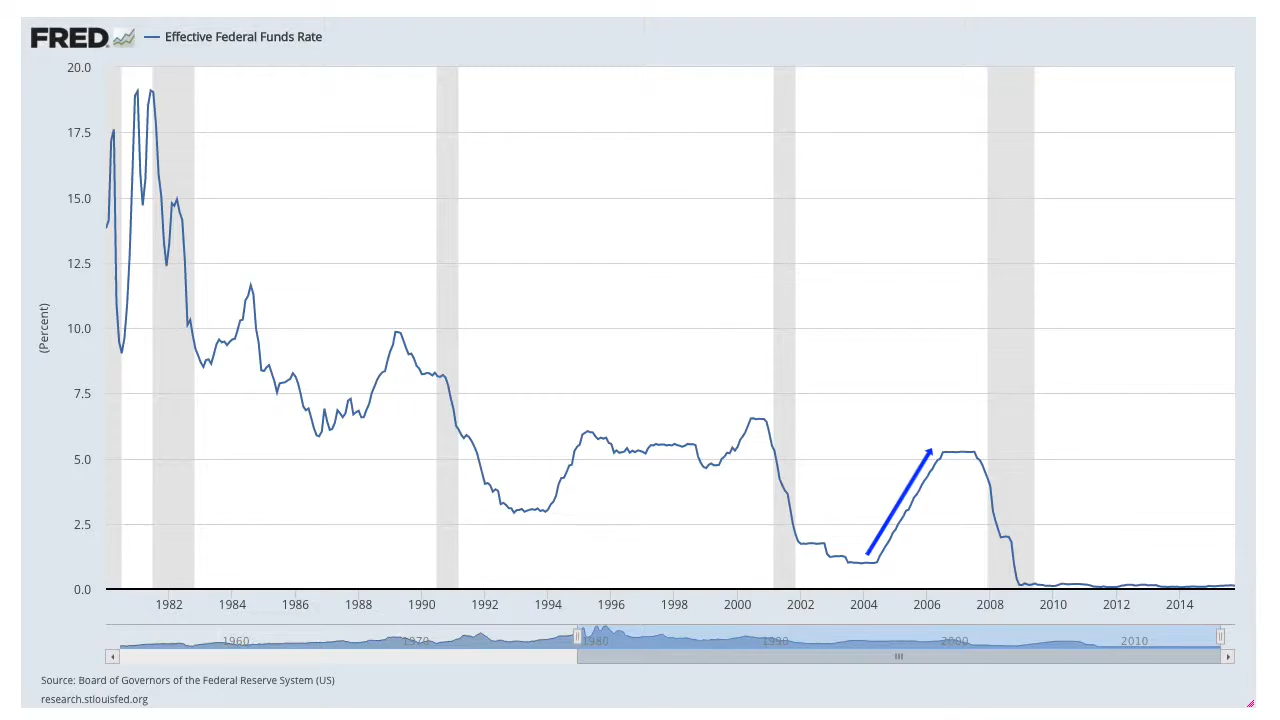 FRED
Effective Federal Funds Rate
20.0
17.5
15.0
12.5
10.0
7.5
5.0
2.5
0.0
(Percent)
1982 1984 1986 1988 1990 1992 1994 1996 1998 2000 2002 2004 2006 2008 2010 2012 2014
1960 1970 1980 1990 2000 2010
Source: Board of Governors of the Federal Reserve System (US)
research.stlouisfed.org